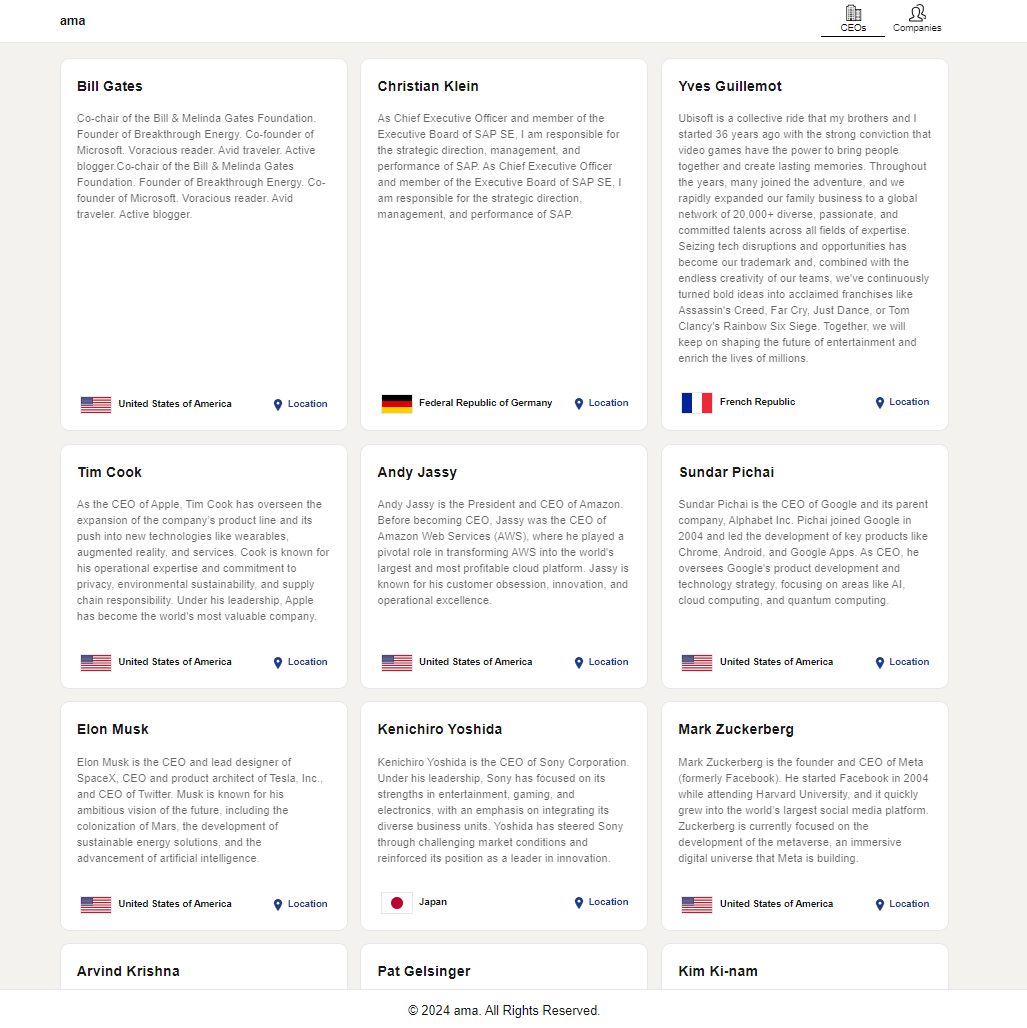 ama
CEOs
Companies
Bill Gates
Co-chair of the Bill & Melinda Gates Foundation.
Founder of Breakthrough Energy. Co-founder of
Microsoft. Voracious reader. Avid traveler. Active
blogger.Co-chair of the Bill & Melinda Gates
Foundation. Founder of Breakthrough Energy. Co-
founder of Microsoft. Voracious reader. Avid
traveler. Active blogger.
United States of America
Location
Christian Klein
As Chief Executive Officer and member of the
Executive Board of SAP SE, I am responsible for
the strategic direction, management, and
performance of SAP. As Chief Executive Officer
and member of the Executive Board of SAP SE, I
am responsible for the strategic direction,
management, and performance of SAP.
Federal Republic of Germany
Location
Yves Guillemot
Ubisoft is a collective ride that my brothers and I
started 36 years ago with the strong conviction that
video games have the power to bring people
together and create lasting memories. Throughout
the years, many joined the adventure, and we
rapidly expanded our family business to a global
network of 20,000+ diverse, passionate, and
committed talents across all fields of expertise.
Seizing tech disruptions and opportunities has
become our trademark and, combined with the
endless creativity of our teams, we've continuously
turned bold ideas into acclaimed franchises like
Assassin's Creed, Far Cry, Just Dance, or Tom
Clancy's Rainbow Six Siege. Together, we will
keep on shaping the future of entertainment and
enrich the lives of millions.
French Republic
Location
Tim Cook
As the CEO of Apple, Tim Cook has overseen the
expansion of the company's product line and its
push into new technologies like wearables,
augmented reality, and services. Cook is known for
his operational expertise and commitment to
privacy, environmental sustainability, and supply
chain responsibility. Under his leadership, Apple
has become the world's most valuable company.
United States of America
Location
Andy Jassy
Andy Jassy is the President and CEO of Amazon.
Before becoming CEO, Jassy was the CEO of
Amazon Web Services (AWS), where he played a
pivotal role in transforming AWS into the world's
largest and most profitable cloud platform. Jassy is
known for his customer obsession, innovation, and
operational excellence.
United States of America
Location
Sundar Pichai
Sundar Pichai is the CEO of Google and its parent
company, Alphabet Inc. Pichai joined Google in
2004 and led the development of key products like
Chrome, Android, and Google Apps. As CEO, he
oversees Google's product development and
technology strategy, focusing on areas like AI,
cloud computing, and quantum computing.
United States of America
Location
Elon Musk
Elon Musk is the CEO and lead designer of
SpaceX, CEO and product architect of Tesla, Inc.,
and CEO of Twitter. Musk is known for his
ambitious vision of the future, including the
colonization of Mars, the development of
sustainable energy solutions, and the
advancement of artificial intelligence.
United States of America
Location
Kenichiro Yoshida
Kenichiro Yoshida is the CEO of Sony Corporation.
Under his leadership, Sony has focused on its
strengths in entertainment, gaming, and
electronics, with an emphasis on integrating its
diverse business units. Yoshida has steered Sony
through challenging market conditions and
reinforced its position as a leader in innovation.
Japan
Location
Mark Zuckerberg
Mark Zuckerberg is the founder and CEO of Meta
(formerly Facebook). He started Facebook in 2004
while attending Harvard University, and it quickly
grew into the world's largest social media platform.
Zuckerberg is currently focused on the
development of the metaverse, an immersive
digital universe that Meta is building.
United States of America
Location
Arvind Krishna
Pat Gelsinger
Kim Ki-nam
© 2024 ama. All Rights Reserved.